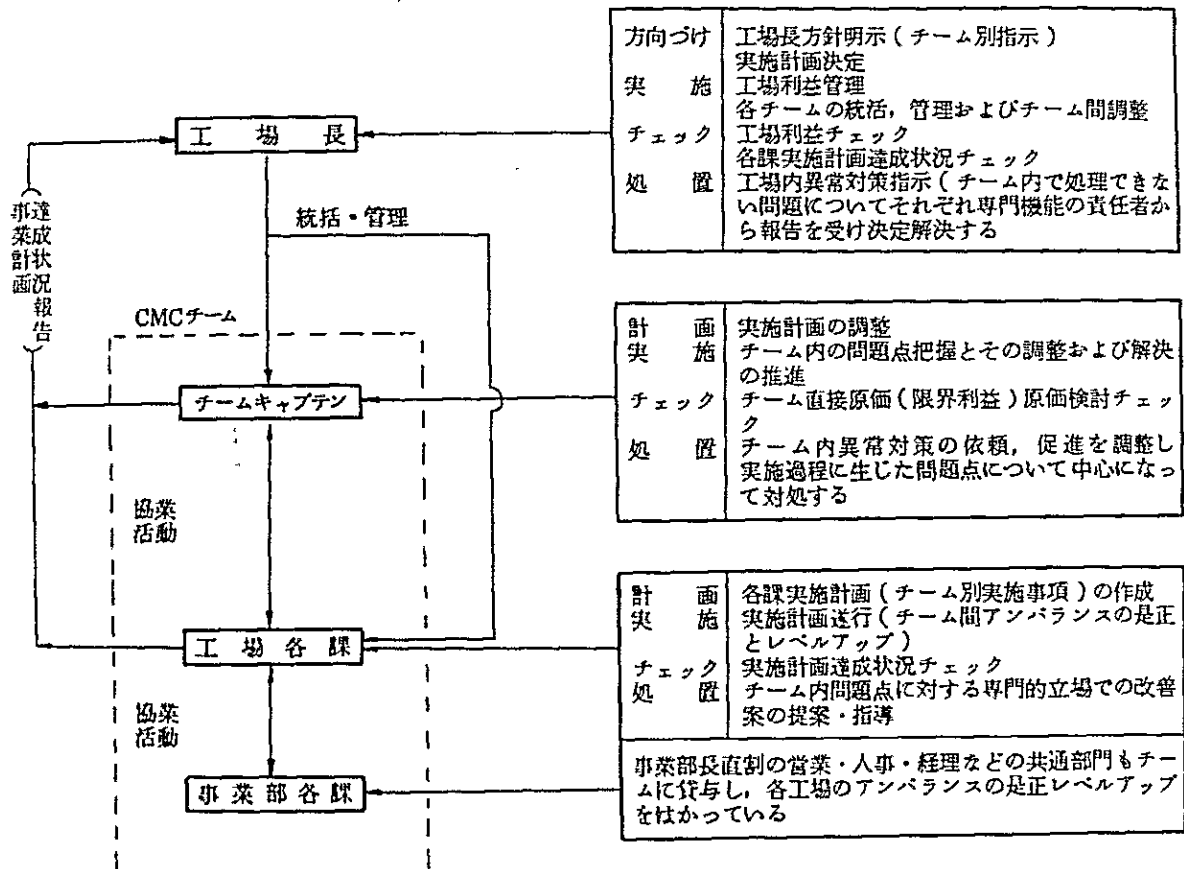 方向づけ 工場長方針明示(チーム別指示)
実施計画決定
実施 工場利益管理
各チームの統活,管理およびチーム間調整
チェック 工場利益チェック
各課実施計画達成状況チェック
処置 工場内異常対策指示(チーム内で処理できな
い問題についてそれぞれ専門機能の責任者か
ら報告を受け決定解決する
工場長
統括・管理
事業計画
達成状況報告
CMCチーム
計画 実施計画の調整
実施 チーム内の問題点把握とその調整および解決
の推進
チェック チーム直接原価(限界利益)原価検討チェッ
ク
処置 チーム内異常対策の依頼,促進を調整し
実施過程に生じた問題点について中心になっ
て対処する
チームキャプテン
協業
活動
工場各課
計画 各課実施計画(チーム別実施事項)の作成
実施 実施計画遂行(チーム間アンバランスの是正
とレベルアップ)
チェック 実施計画達成状況チェック
処置 チーム内問題点に対する専門的立場での改善
案の提案・指導
協業
活動
事業部各課
事業部長直割の営業・人事・経理などの共通部門もチー
ムに貸与し,各工場のアンバランスの是正レベルアップ
をはかっている